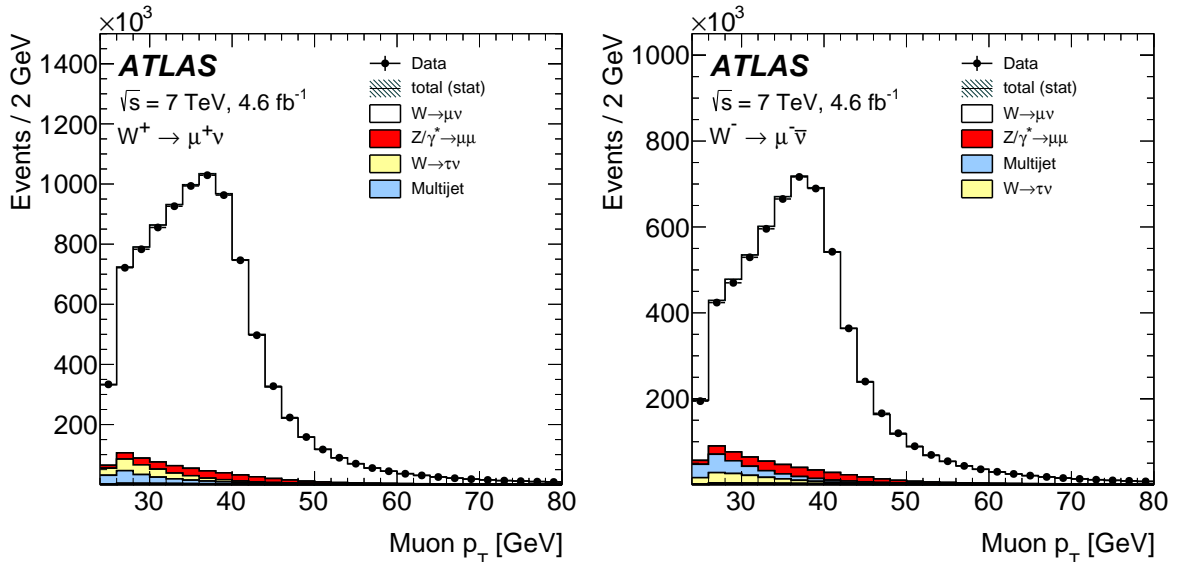 ×10³
Events / 2 GeV
1400
1200
1000
800
600
400
200
ATLAS
√s = 7 TeV, 4.6 fb⁻¹
W⁺ → μ⁺ν
Data
total (stat)
W→μν
Z/γ*→μμ
W→τν
Multijet
30 40 50 60 70 80
Muon p_T [GeV]
×10³
Events / 2 GeV
1000
800
600
400
200
ATLAS
√s = 7 TeV, 4.6 fb⁻¹
W⁻ → μ⁻ν̅
Data
total (stat)
W→μν
Z/γ*→μμ
Multijet
W→τν
30 40 50 60 70 80
Muon p_T [GeV]